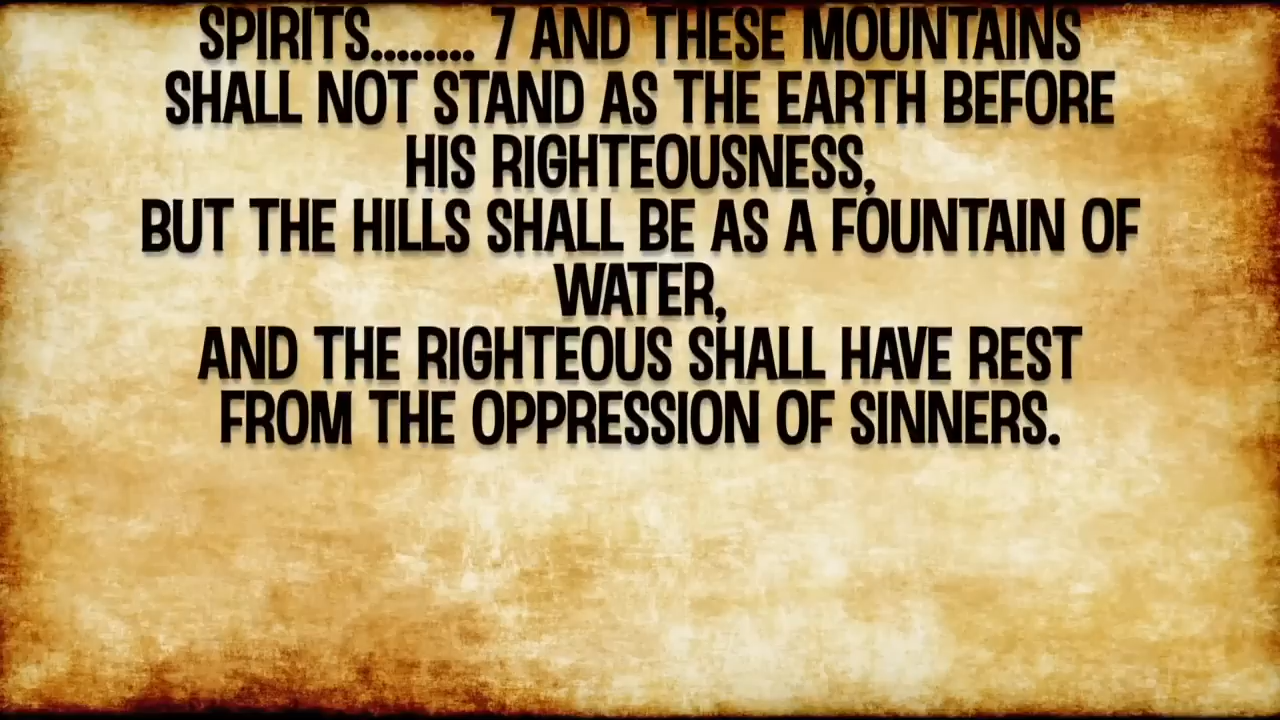 SPIRITS........ 7 AND THESE MOUNTAINS
SHALL NOT STAND AS THE EARTH BEFORE
HIS RIGHTEOUSNESS,
BUT THE HILLS SHALL BE AS A FOUNTAIN OF
WATER,
AND THE RIGHTEOUS SHALL HAVE REST
FROM THE OPPRESSION OF SINNERS.